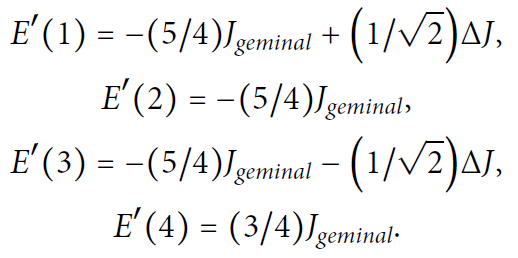 E′(1) = −(5/4)J_geminal + (1/√2)ΔJ,
E′(2) = −(5/4)J_geminal,
E′(3) = −(5/4)J_geminal − (1/√2)ΔJ,
E′(4) = (3/4)J_geminal.